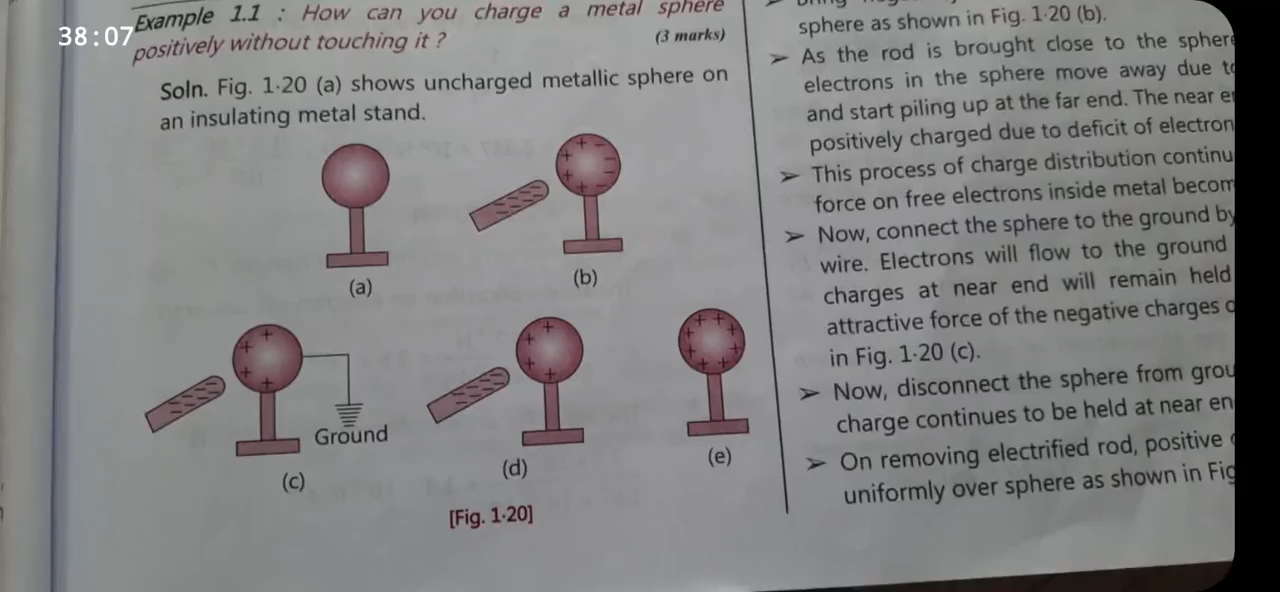 38:07
Example 1.1 : How can you charge a metal sphere
positively without touching it ?
(3 marks)
Soln. Fig. 1·20 (a) shows uncharged metallic sphere on
an insulating metal stand.
(a)
(b)
Ground
(c)
(d)
(e)
[Fig. 1·20]
sphere as shown in Fig. 1·20 (b).
➢ As the rod is brought close to the sphere
electrons in the sphere move away due to
and start piling up at the far end. The near
positively charged due to deficit of electron
➢ This process of charge distribution continu
force on free electrons inside metal becom
➢ Now, connect the sphere to the ground by
wire. Electrons will flow to the ground
charges at near end will remain held
attractive force of the negative charges
in Fig. 1·20 (c).
➢ Now, disconnect the sphere from grou
charge continues to be held at near en
➢ On removing electrified rod, positive
uniformly over sphere as shown in Fig